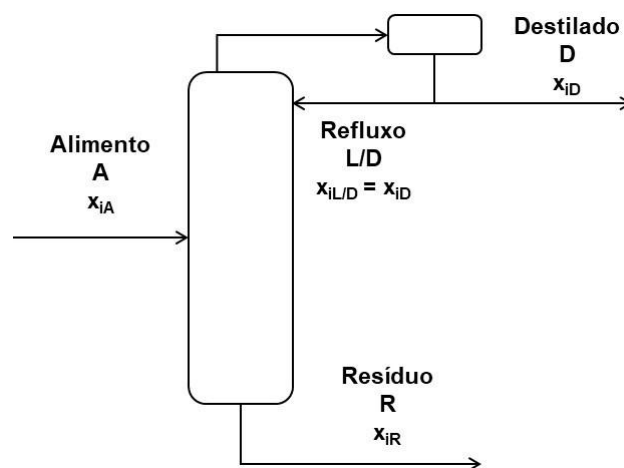 Destilado
D
xiD
Alimento
A
xiA
Refluxo
L/D
xiL/D = xiD
Resíduo
R
xiR